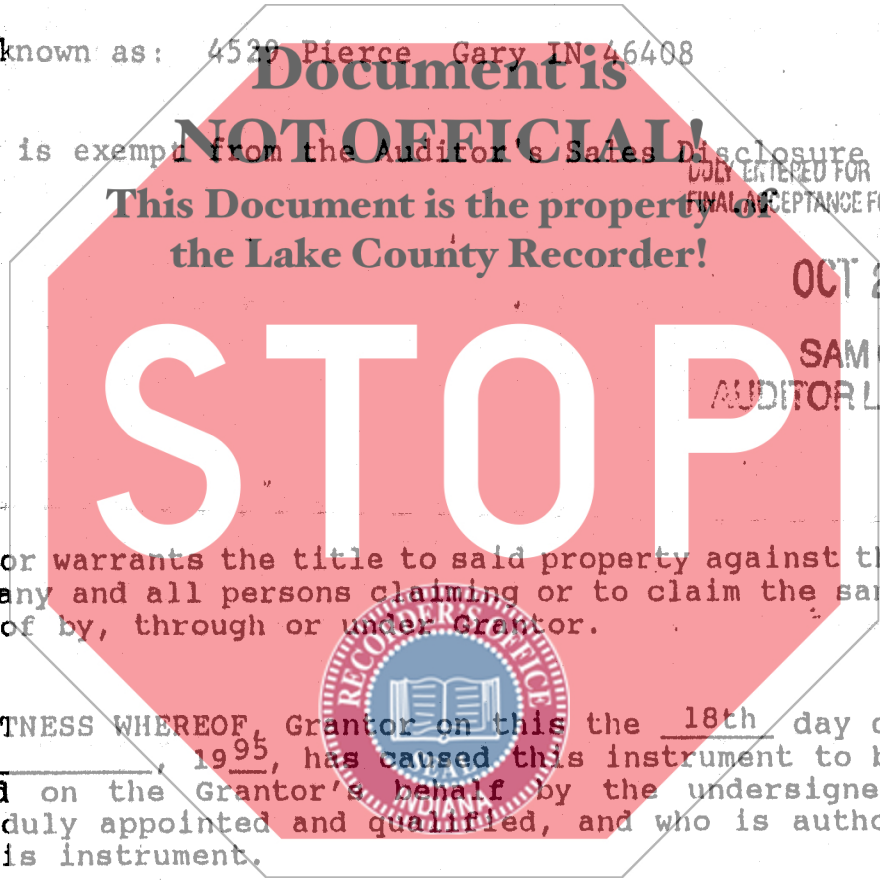 known as: 4529 Pierce Gary IN 46408
Document is
NOT OFFICIAL!
is exempt from the Auditor's Sales Disclosure
DULY ENTERED FOR
FINAL ACCEPTANCE FO
This Document is the property of
the Lake County Recorder!
OCT 2
SAM
AUDITOR L
STOP
or warrants the title to said property against th
any and all persons claiming or to claim the sam
of by, through or under Grantor.
RECORDER'S OFFICE
TNESS WHEREOF, Grantor on this the 18th day o
, 1995, has caused this instrument to b
SEAL
d on the Grantor's behalf by the undersigne
INDIANA
duly appointed and qualified, and who is autho
is instrument.